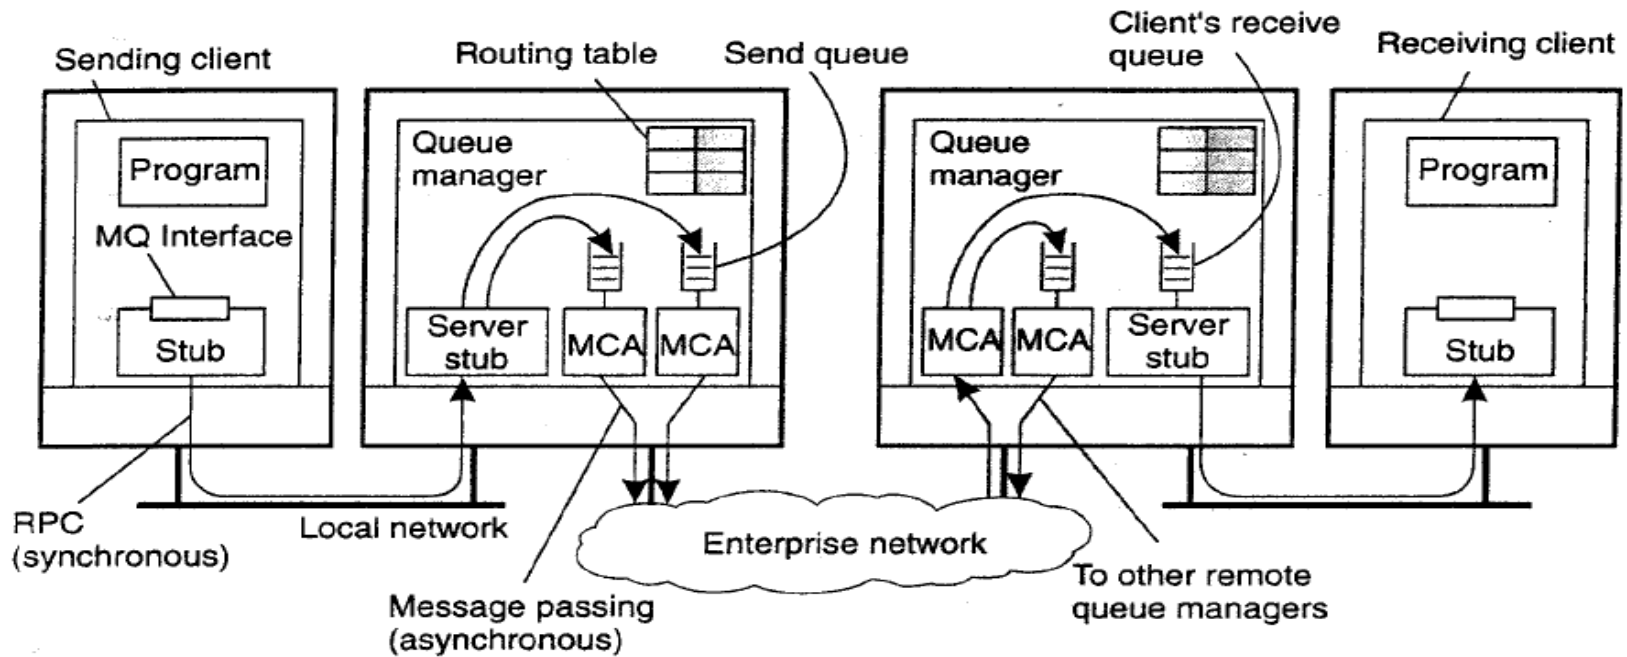 Sending client
Routing table
Send queue
Client's receive
queue
Receiving client
Program
MQ Interface
Stub
Queue
manager
Server
stub
MCA
MCA
Queue
manager
MCA
MCA
Server
stub
Program
Stub
RPC
(synchronous)
Local network
Message passing
(asynchronous)
Enterprise network
To other remote
queue managers